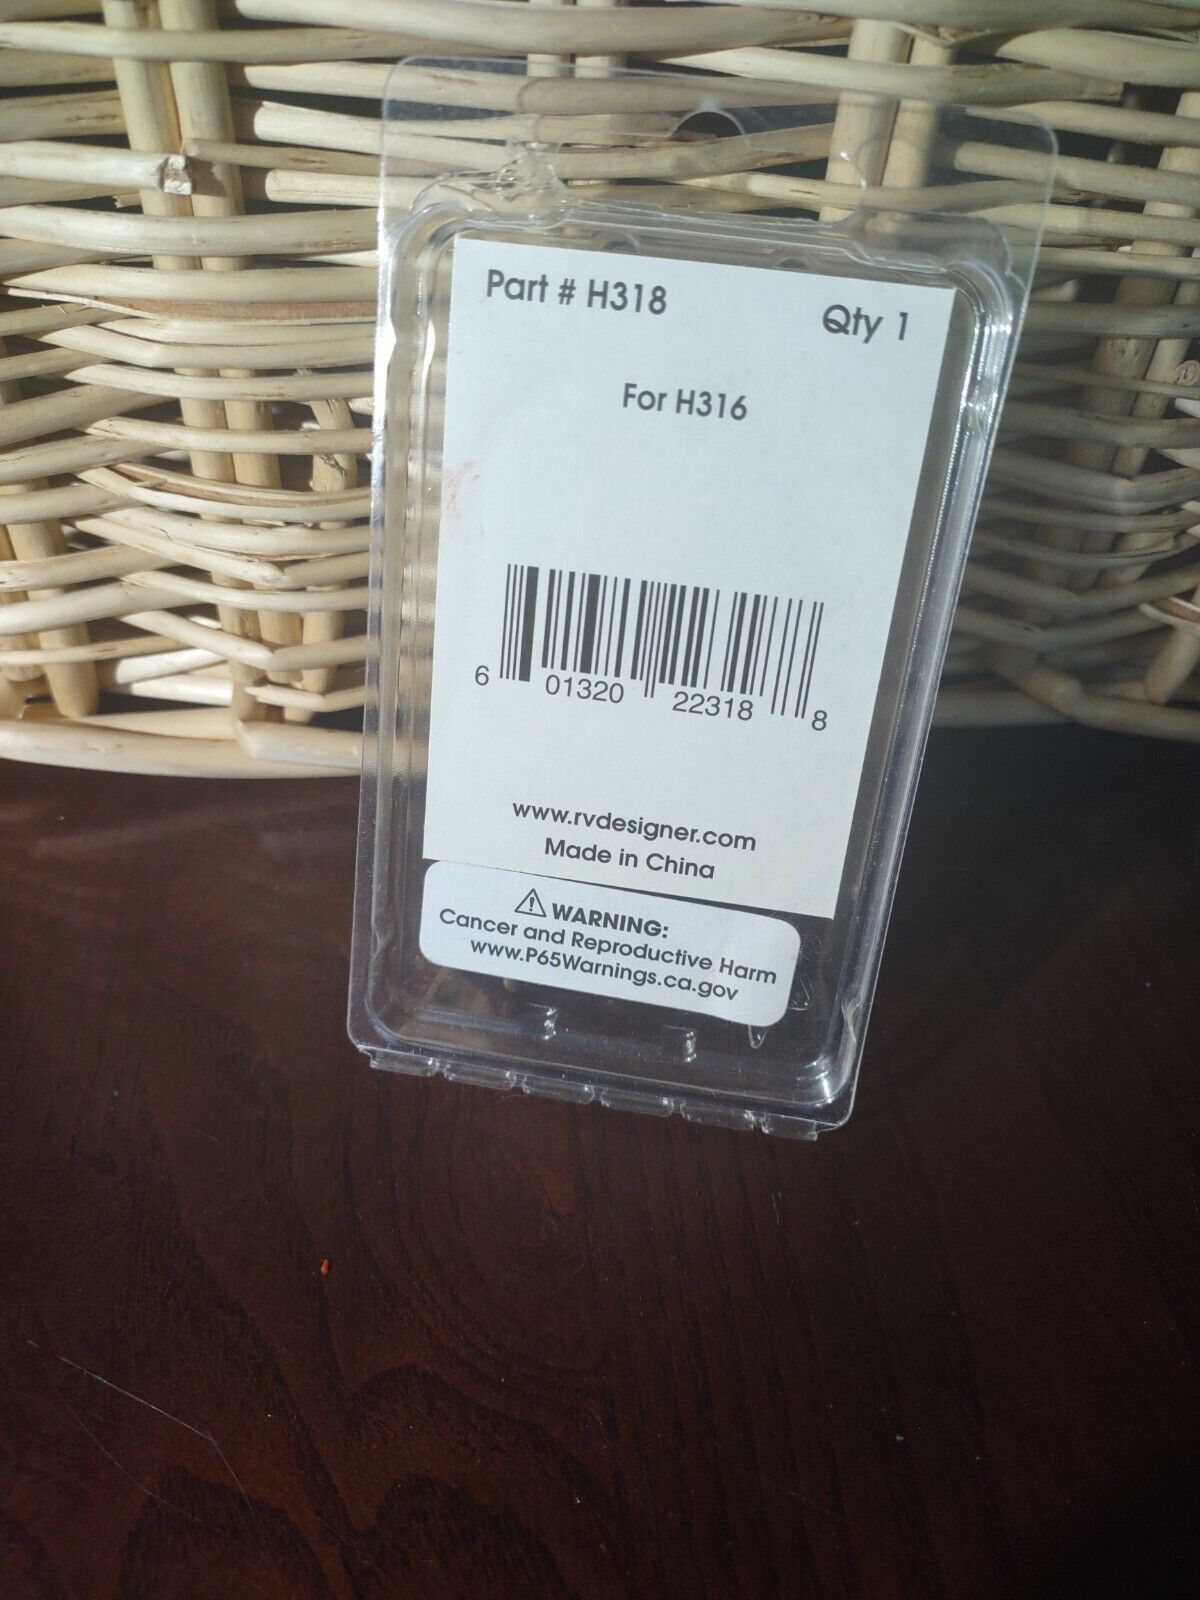 Part # H318
Qty 1
For H316
6 01320 22318 8
www.rvdesigner.com
Made in China
⚠ WARNING:
Cancer and Reproductive Harm
www.P65Warnings.ca.gov